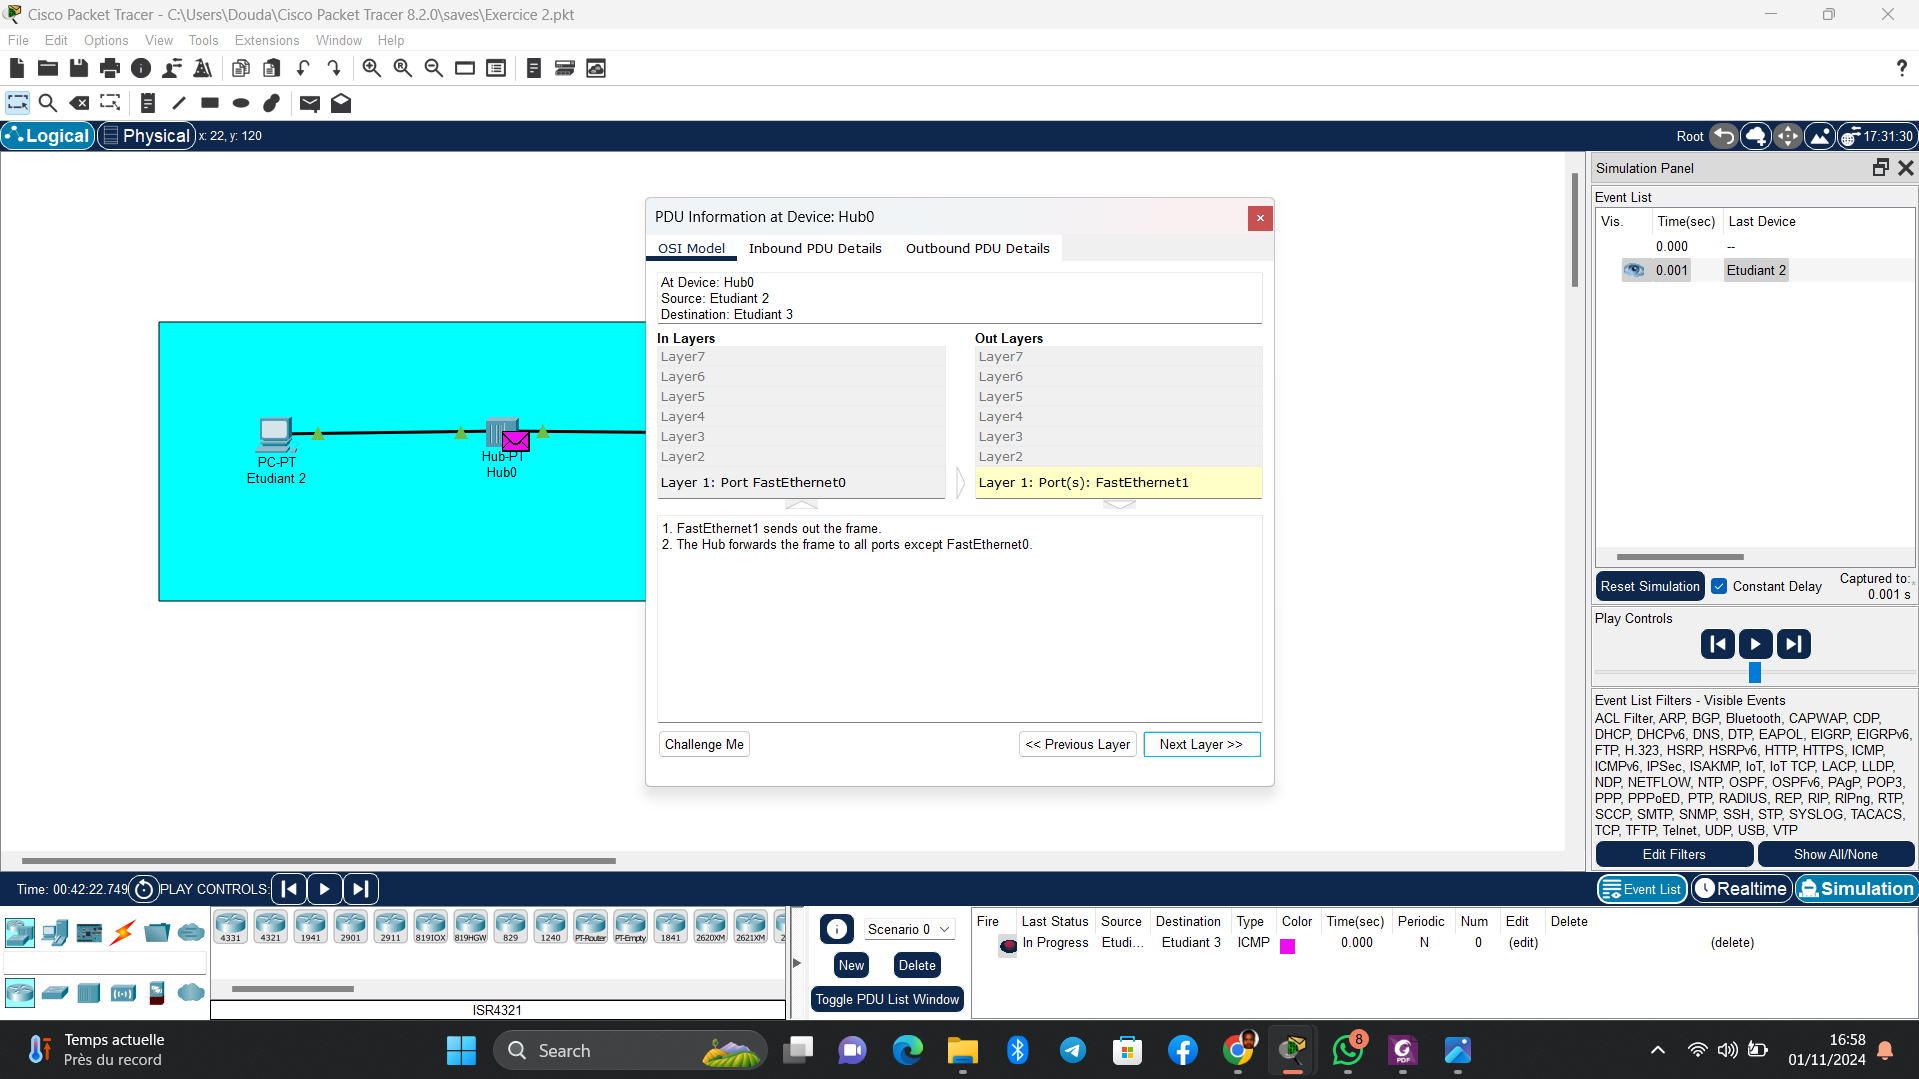 Cisco Packet Tracer - C:\Users\Douda\Cisco Packet Tracer 8.2.0\saves\Exercice 2.pkt
File Edit Options View Tools Extensions Window Help
Logical Physical x: 22, y: 120
Root 17:31:30
Simulation Panel
Event List
Vis. Time(sec) Last Device
0.000 --
0.001 Etudiant 2
PC-PT
Etudiant 2
Hub-PT
Hub0
PDU Information at Device: Hub0
OSI Model Inbound PDU Details Outbound PDU Details
At Device: Hub0
Source: Etudiant 2
Destination: Etudiant 3
In Layers Out Layers
Layer7 Layer7
Layer6 Layer6
Layer5 Layer5
Layer4 Layer4
Layer3 Layer3
Layer2 Layer2
Layer 1: Port FastEthernet0 Layer 1: Port(s): FastEthernet1
1. FastEthernet1 sends out the frame.
2. The Hub forwards the frame to all ports except FastEthernet0.
Challenge Me << Previous Layer Next Layer >>
Reset Simulation Constant Delay Captured to:
0.001 s
Play Controls
Event List Filters - Visible Events
ACL Filter, ARP, BGP, Bluetooth, CAPWAP, CDP,
DHCP, DHCPv6, DNS, DTP, EAPOL, EIGRP, EIGRPv6,
FTP, H.323, HSRP, HSRPv6, HTTP, HTTPS, ICMP,
ICMPv6, IPSec, ISAKMP, IoT, IoT TCP, LACP, LLDP,
NDP, NETFLOW, NTP, OSPF, OSPFv6, PAgP, POP3,
PPP, PPPoED, PTP, RADIUS, REP, RIP, RIPng, RTP,
SCCP, SMTP, SNMP, SSH, STP, SYSLOG, TACACS,
TCP, TFTP, Telnet, UDP, USB, VTP
Edit Filters Show All/None
Time: 00:42:22.749 PLAY CONTROLS:
Event List Realtime Simulation
4331 4321 1941 2901 2911 819IOX 819HGW 829 1240 PT-Router PT-Empty 1841 2620XM 2621XM 2
ISR4321
Scenario 0
New Delete
Toggle PDU List Window
Fire Last Status Source Destination Type Color Time(sec) Periodic Num Edit Delete
In Progress Etudi... Etudiant 3 ICMP 0.000 N 0 (edit) (delete)
Temps actuelle
Près du record
Search
8
PDF
16:58
01/11/2024